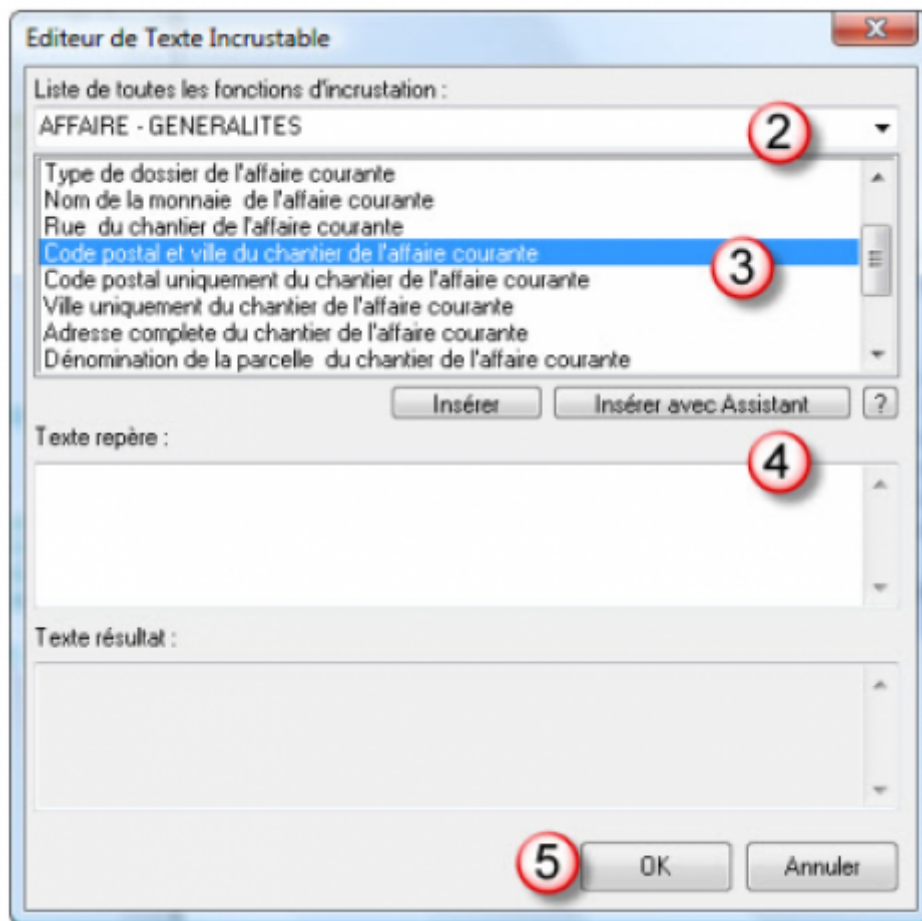 Editeur de Texte Incrustable
Liste de toutes les fonctions d'incrustation :
AFFAIRE - GENERALITES
2
Type de dossier de l'affaire courante
Nom de la monnaie de l'affaire courante
Rue du chantier de l'affaire courante
Code postal et ville du chantier de l'affaire courante
3
Code postal uniquement du chantier de l'affaire courante
Ville uniquement du chantier de l'affaire courante
Adresse complete du chantier de l'affaire courante
Dénomination de la parcelle du chantier de l'affaire courante
Insérer Insérer avec Assistant ?
Texte repère :
4
Texte résultat :
5 OK Annuler